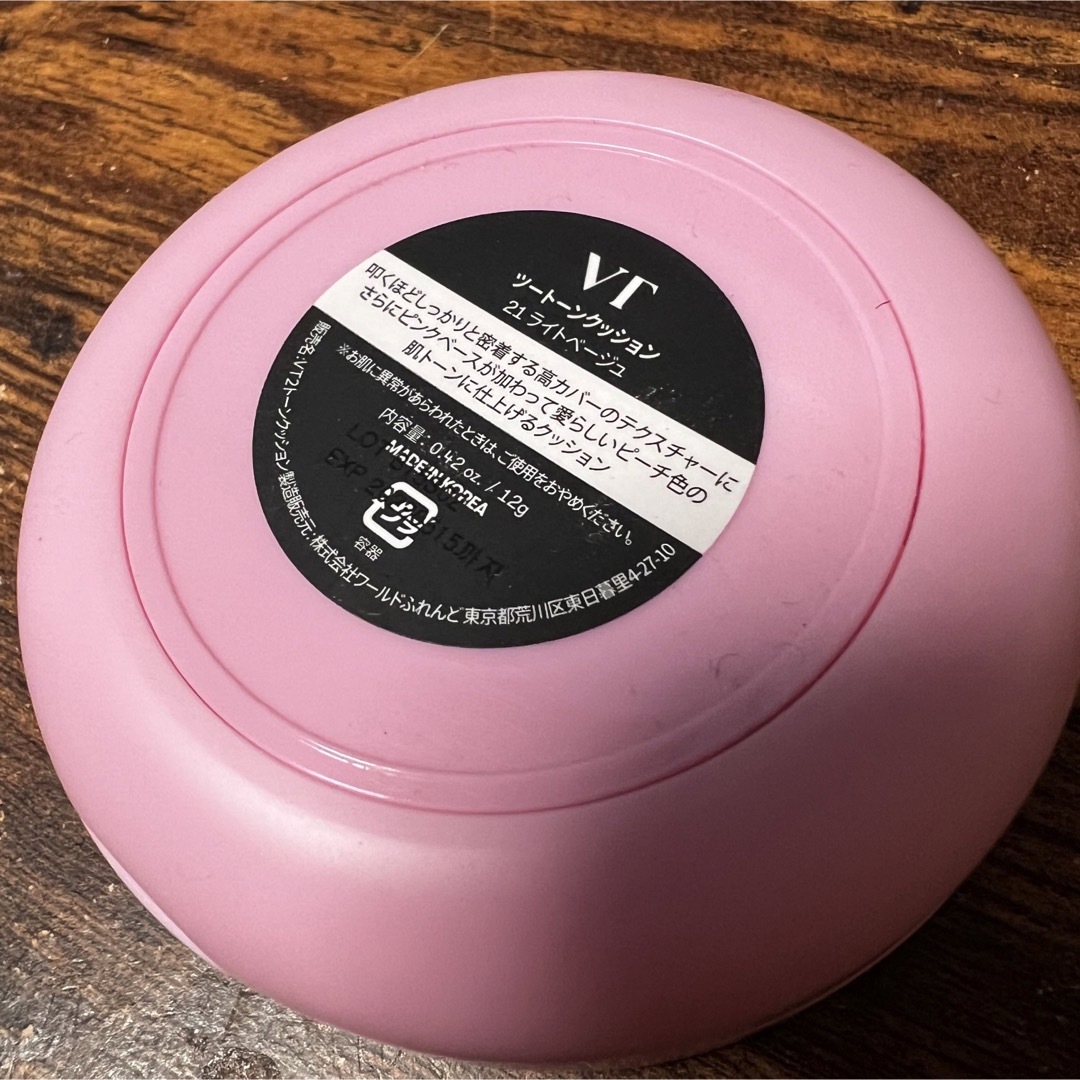 VT
ツートーンクッション
21 ライトベージュ
叩くほどしっかりと密着する高カバーのテクスチャーに
さらにピンクベースが加わって愛らしいピーチ色の
肌トーンに仕上げるクッション
※お肌に異常があらわれたときは、ご使用をおやめください。
内容量: 0.42 oz. / 12g
MADE IN KOREA
LOT
EXP
까지
プラ
容器
販売名:VT2トーンクッション 製造販売元:株式会社ワールドふれんど 東京都荒川区東日暮里4-27-10